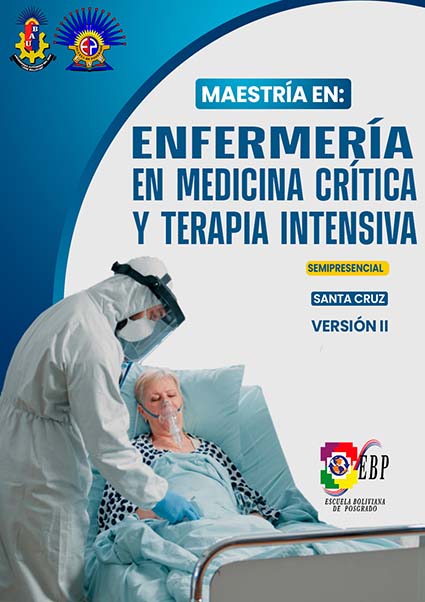 MAESTRÍA EN:
ENFERMERÍA
EN MEDICINA CRÍTICA
Y TERAPIA INTENSIVA
SEMIPRESENCIAL
SANTA CRUZ
VERSIÓN II
EBP
ESCUELA BOLIVIANA
DE POSGRADO